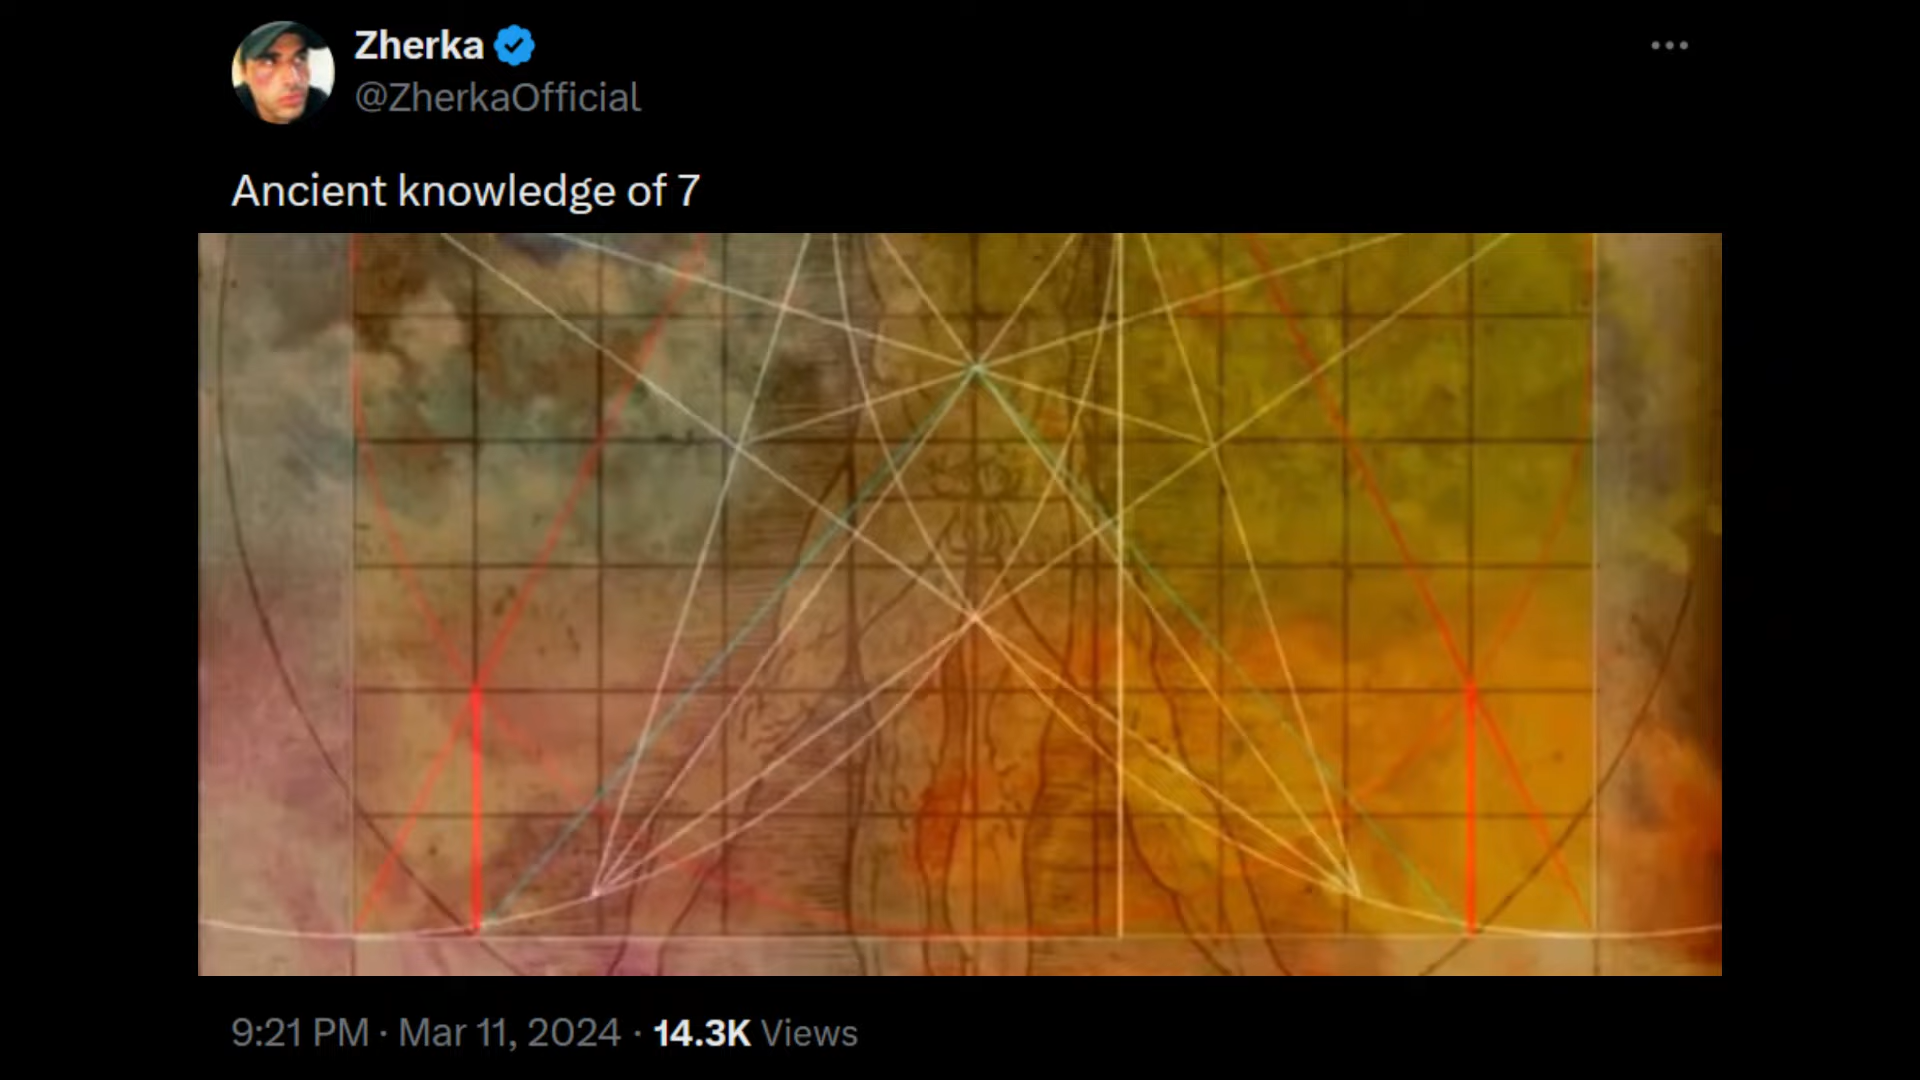 Zherka
@ZherkaOfficial
Ancient knowledge of 7
9:21 PM · Mar 11, 2024 · 14.3K Views